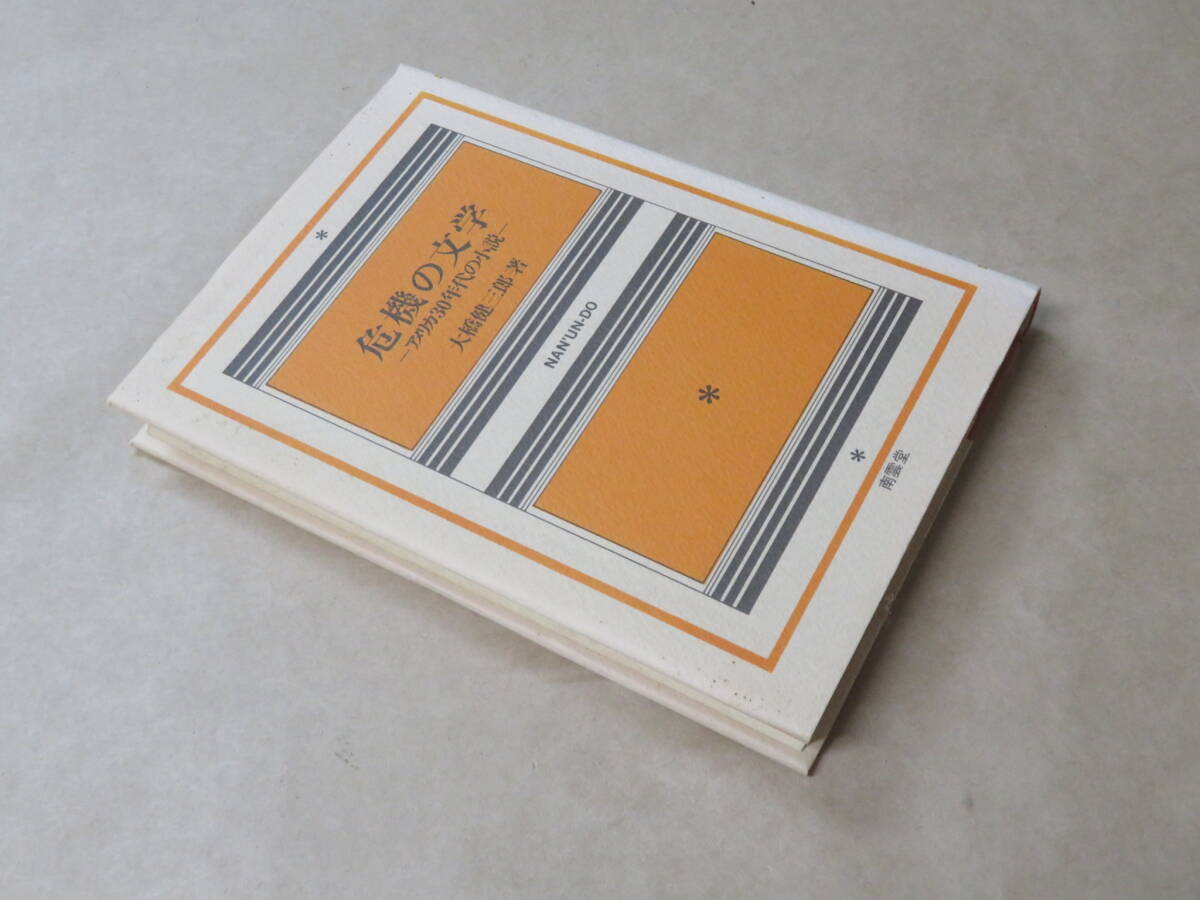 危機の文学
―アメリカ30年代の小説―
大橋健三郎 著
NAN'UN-DO
南雲堂